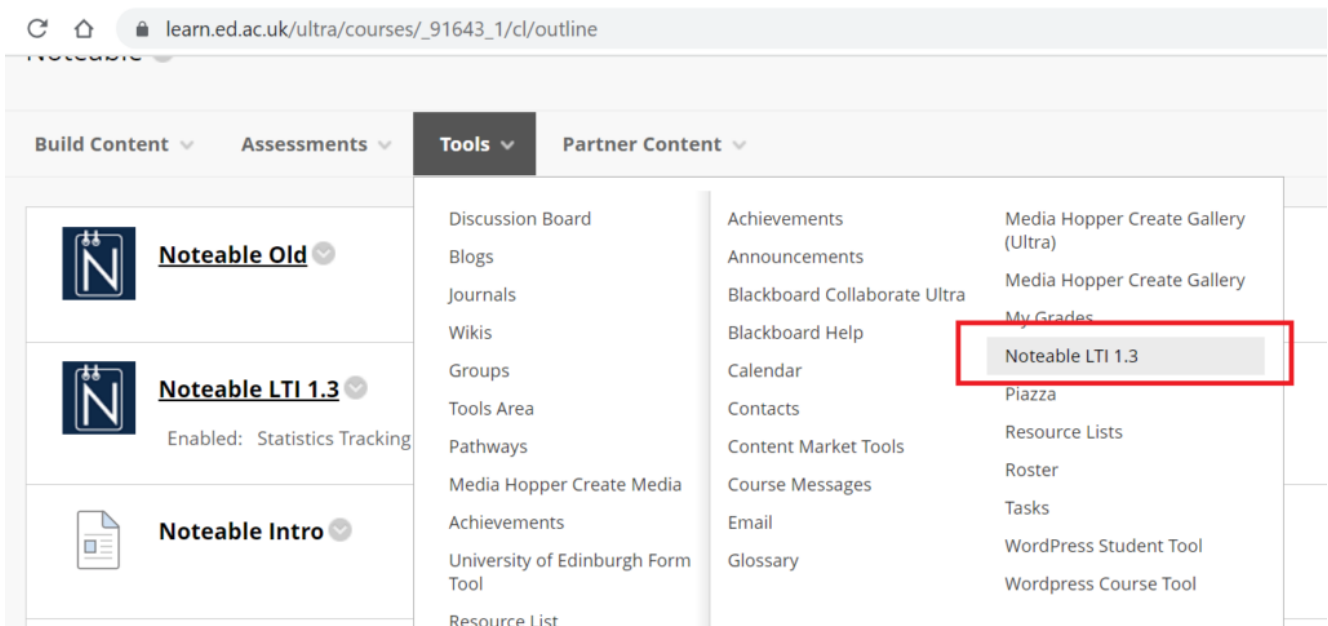 learn.ed.ac.uk/ultra/courses/_91643_1/cl/outline
Noteable
Build Content
Assessments
Tools
Partner Content
N
Noteable Old
N
Noteable LTI 1.3
Enabled: Statistics Tracking
Noteable Intro
Discussion Board
Blogs
Journals
Wikis
Groups
Tools Area
Pathways
Media Hopper Create Media
Achievements
University of Edinburgh Form
Tool
Resource List
Achievements
Announcements
Blackboard Collaborate Ultra
Blackboard Help
Calendar
Contacts
Content Market Tools
Course Messages
Email
Glossary
Media Hopper Create Gallery
(Ultra)
Media Hopper Create Gallery
My Grades
Noteable LTI 1.3
Piazza
Resource Lists
Roster
Tasks
WordPress Student Tool
Wordpress Course Tool